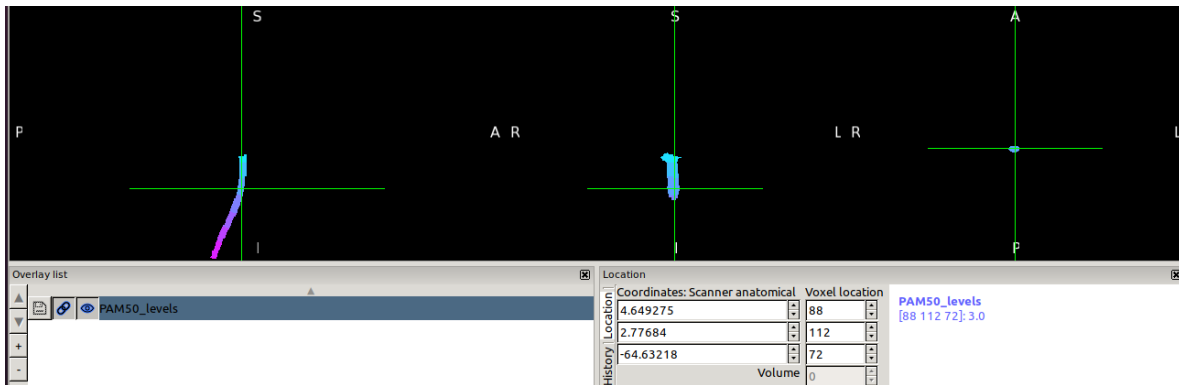 S S A
P A R L R L
I I P
Overlay list Location
Coordinates: Scanner anatomical Voxel location
PAM50_levels
4.649275 88
PAM50_levels
[88 112 72]: 3.0
2.77684 112
-64.63218 72
Volume 0
Location
History
+
-